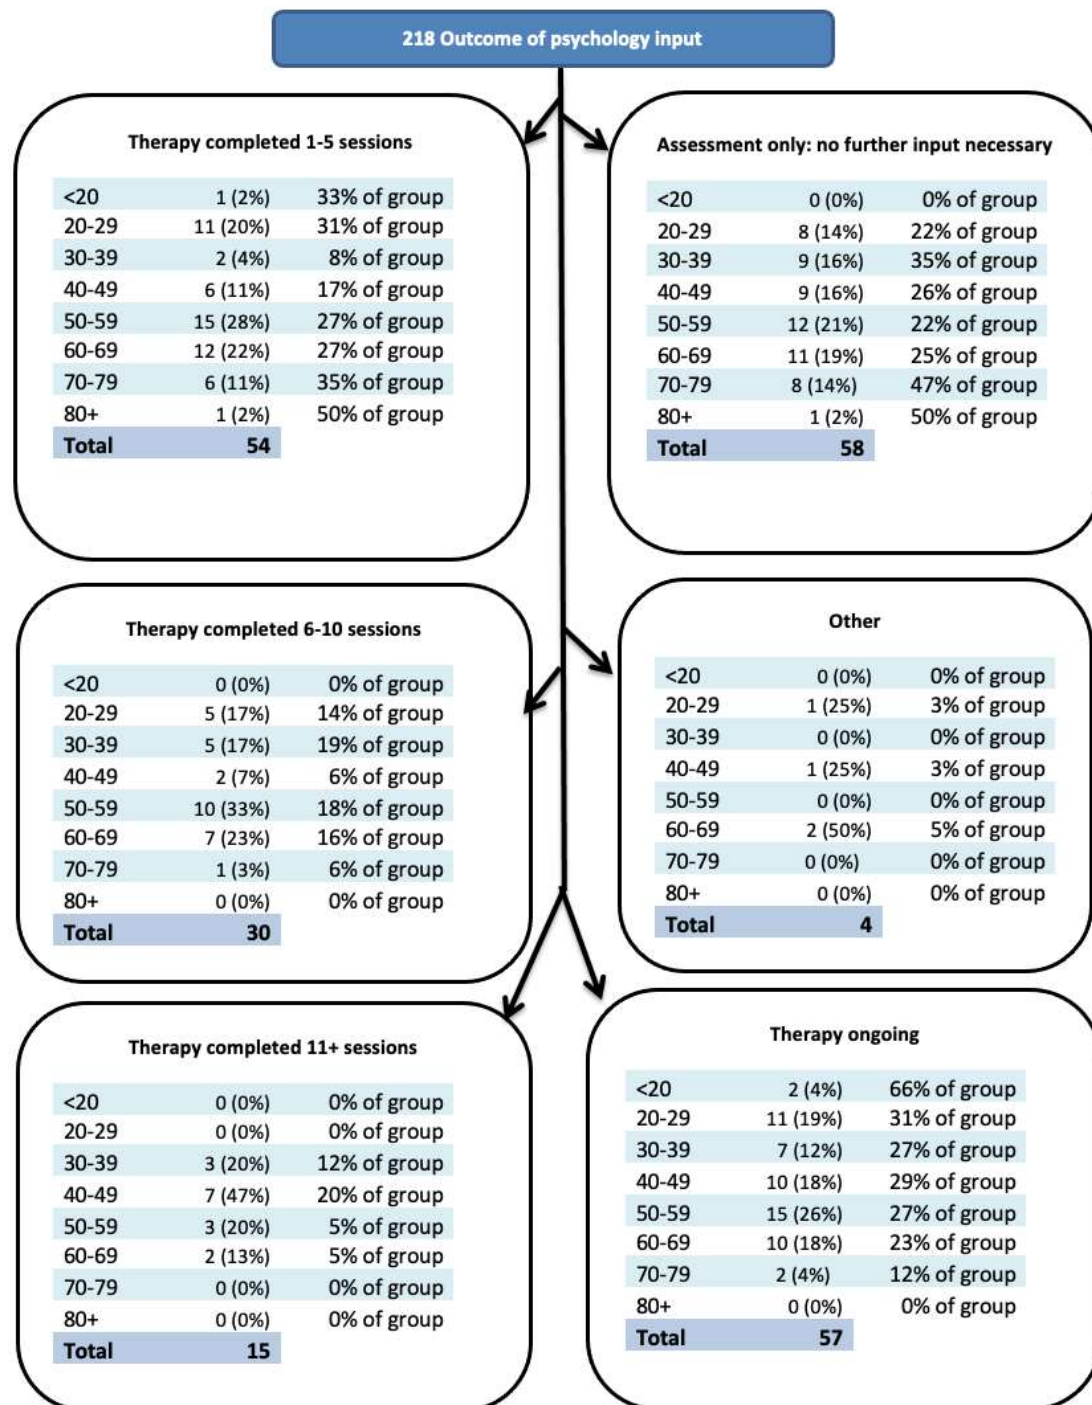 218 Outcome of psychology input
Therapy completed 1-5 sessions
<20 1 (2%) 33% of group
20-29 11 (20%) 31% of group
30-39 2 (4%) 8% of group
40-49 6 (11%) 17% of group
50-59 15 (28%) 27% of group
60-69 12 (22%) 27% of group
70-79 6 (11%) 35% of group
80+ 1 (2%) 50% of group
Total 54
Assessment only: no further input necessary
<20 0 (0%) 0% of group
20-29 8 (14%) 22% of group
30-39 9 (16%) 35% of group
40-49 9 (16%) 26% of group
50-59 12 (21%) 22% of group
60-69 11 (19%) 25% of group
70-79 8 (14%) 47% of group
80+ 1 (2%) 50% of group
Total 58
Therapy completed 6-10 sessions
<20 0 (0%) 0% of group
20-29 5 (17%) 14% of group
30-39 5 (17%) 19% of group
40-49 2 (7%) 6% of group
50-59 10 (33%) 18% of group
60-69 7 (23%) 16% of group
70-79 1 (3%) 6% of group
80+ 0 (0%) 0% of group
Total 30
Other
<20 0 (0%) 0% of group
20-29 1 (25%) 3% of group
30-39 0 (0%) 0% of group
40-49 1 (25%) 3% of group
50-59 0 (0%) 0% of group
60-69 2 (50%) 5% of group
70-79 0 (0%) 0% of group
80+ 0 (0%) 0% of group
Total 4
Therapy completed 11+ sessions
<20 0 (0%) 0% of group
20-29 0 (0%) 0% of group
30-39 3 (20%) 12% of group
40-49 7 (47%) 20% of group
50-59 3 (20%) 5% of group
60-69 2 (13%) 5% of group
70-79 0 (0%) 0% of group
80+ 0 (0%) 0% of group
Total 15
Therapy ongoing
<20 2 (4%) 66% of group
20-29 11 (19%) 31% of group
30-39 7 (12%) 27% of group
40-49 10 (18%) 29% of group
50-59 15 (26%) 27% of group
60-69 10 (18%) 23% of group
70-79 2 (4%) 12% of group
80+ 0 (0%) 0% of group
Total 57